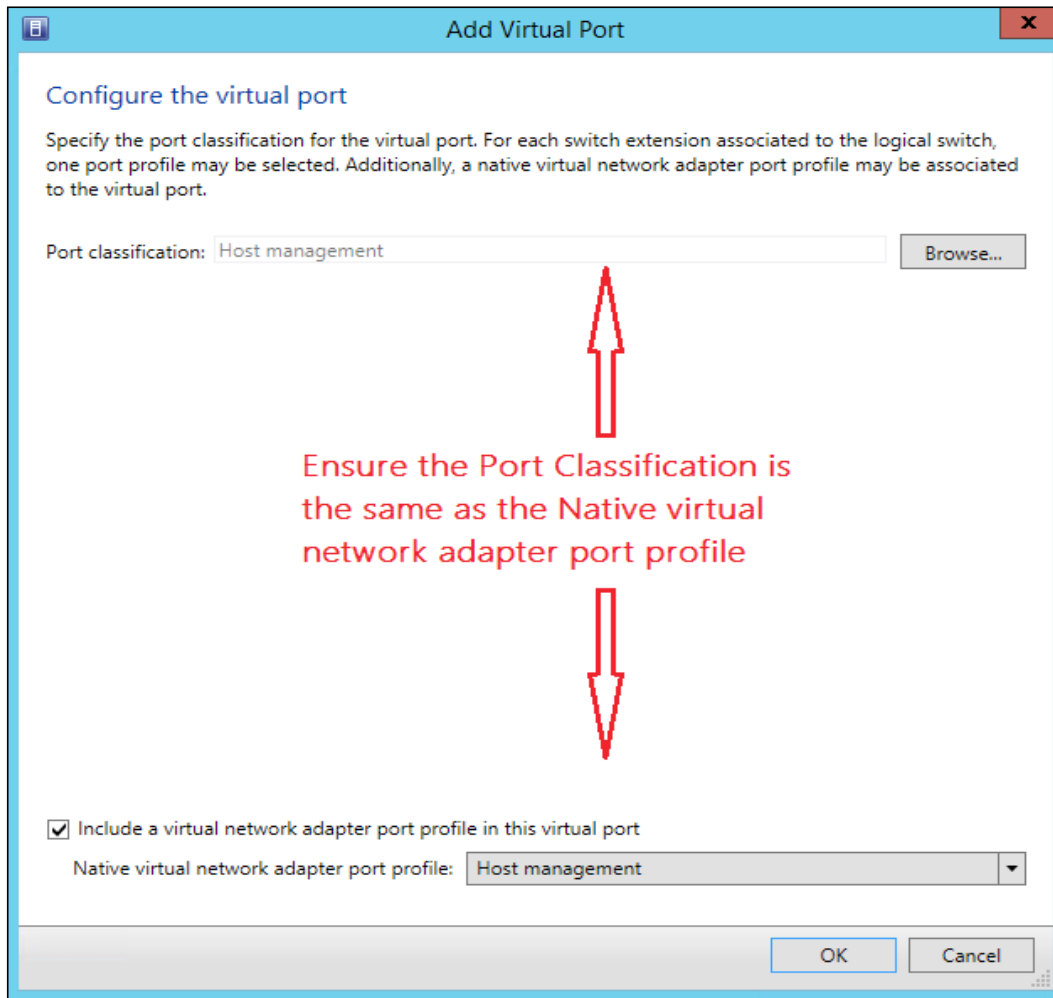 Add Virtual Port
x
Configure the virtual port
Specify the port classification for the virtual port. For each switch extension associated to the logical switch,
one port profile may be selected. Additionally, a native virtual network adapter port profile may be associated
to the virtual port.
Port classification: Host management Browse...
Ensure the Port Classification is
the same as the Native virtual
network adapter port profile
Include a virtual network adapter port profile in this virtual port
Native virtual network adapter port profile: Host management
OK Cancel